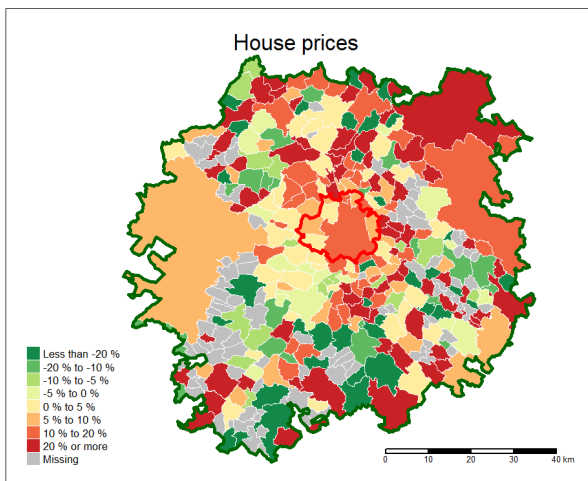 House prices
Less than -20 %
-20 % to -10 %
-10 % to -5 %
-5 % to 0 %
0 % to 5 %
5 % to 10 %
10 % to 20 %
20 % or more
Missing
0 10 20 30 40 km